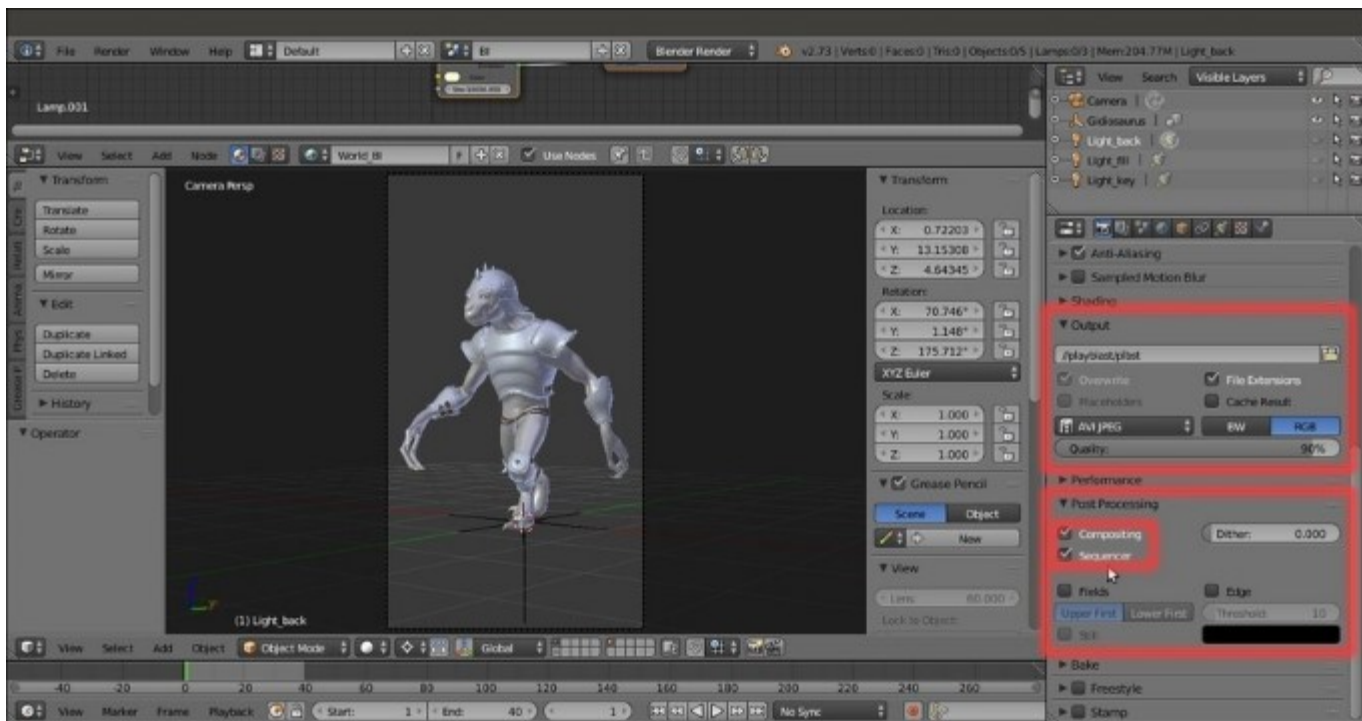 File Render Window Help Default BI Blender Render v2.73 | Verts:0 | Faces:0 | Tris:0 | Objects:0/5 | Lamps:0/3 | Mem:204.77M | Light_back
View Search Visible Layers
Camera
Gidiosaurus
Light_back
Light_fill
Light_key
Lamp.001
View Select Add Node World_BI F Use Nodes
Transform
Translate
Rotate
Scale
Mirror
Edit
Duplicate
Duplicate Linked
Delete
History
Operator
Camera Persp
(1) Light_back
Transform
Location:
X: 0.72203
Y: 13.15308
Z: 4.64345
Rotation:
X: 70.746°
Y: 1.148°
Z: 175.712°
XYZ Euler
Scale:
X: 1.000
Y: 1.000
Z: 1.000
Grease Pencil
Scene Object
New
View
Lens: 60.000
Lock to Object:
Anti-Aliasing
Sampled Motion Blur
Shading
Output
//playblast/plbst
Overwrite File Extensions
Placeholders Cache Result
AVI JPEG BW RGB
Quality: 90%
Performance
Post Processing
Compositing Dither: 0.000
Sequencer
Fields Edge
Upper First Lower First Threshold 10
Still
Bake
Freestyle
Stamp
View Select Add Object Object Mode Global
-40 -20 0 20 40 60 80 100 120 140 160 180 200 220 240 260
View Marker Frame Playback Start: 1 End: 40 1 No Sync